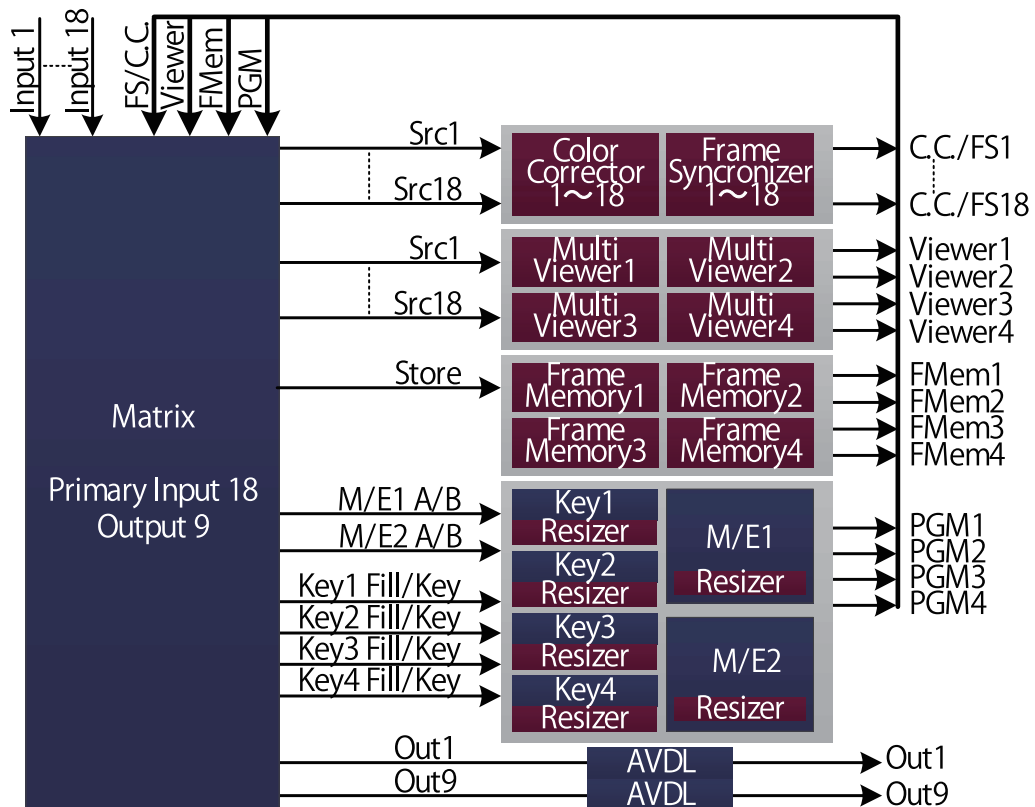 Input 1
Input 18
FS/C.C.
Viewer
FMem
PGM
Matrix
Primary Input 18
Output 9
Src1
Src18
Color
Corrector
1～18
Frame
Syncronizer
1～18
C.C./FS1
C.C./FS18
Src1
Src18
Multi
Viewer1
Multi
Viewer2
Multi
Viewer3
Multi
Viewer4
Viewer1
Viewer2
Viewer3
Viewer4
Store
Frame
Memory1
Frame
Memory2
Frame
Memory3
Frame
Memory4
FMem1
FMem2
FMem3
FMem4
M/E1 A/B
M/E2 A/B
Key1 Fill/Key
Key2 Fill/Key
Key3 Fill/Key
Key4 Fill/Key
Key1
Resizer
Key2
Resizer
Key3
Resizer
Key4
Resizer
M/E1
Resizer
M/E2
Resizer
PGM1
PGM2
PGM3
PGM4
Out1
AVDL
Out1
Out9
AVDL
Out9